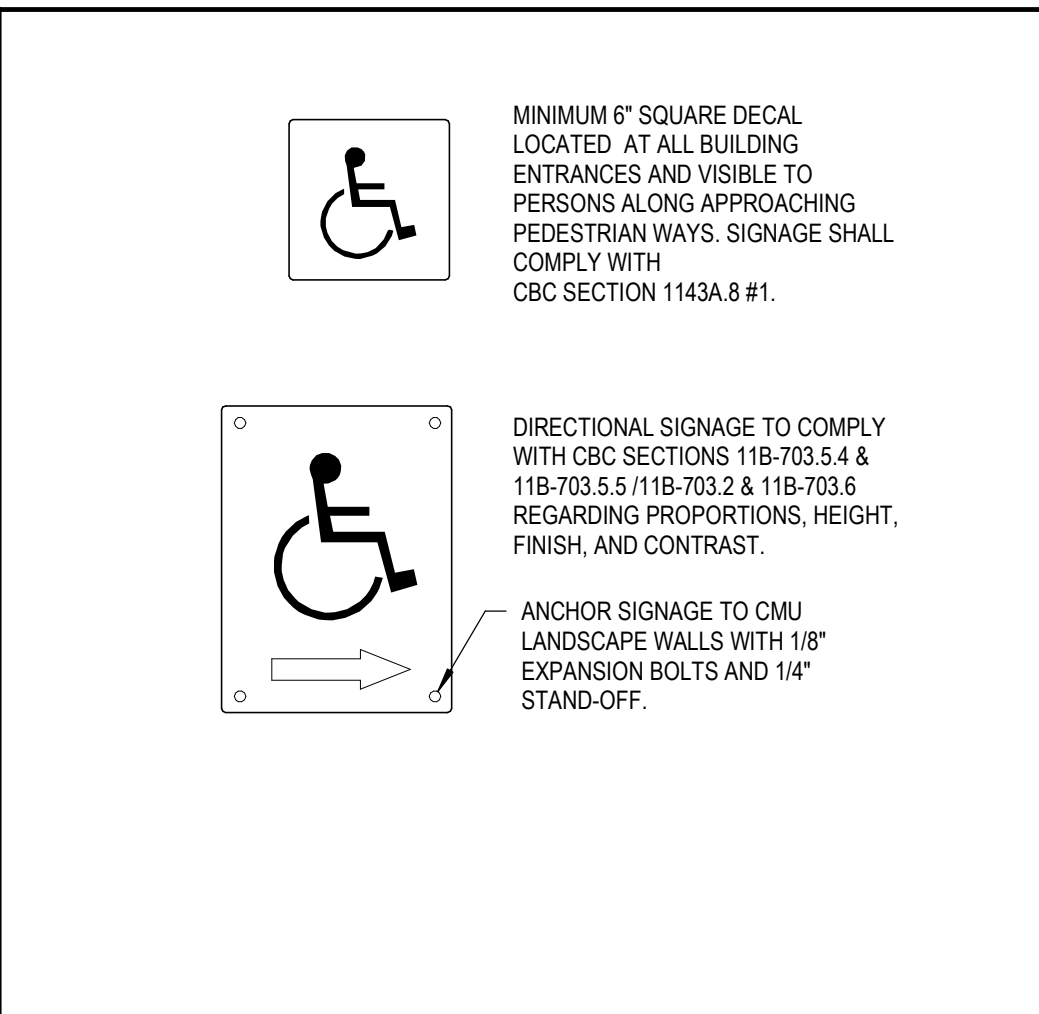 MINIMUM 6" SQUARE DECAL
LOCATED AT ALL BUILDING
ENTRANCES AND VISIBLE TO
PERSONS ALONG APPROACHING
PEDESTRIAN WAYS. SIGNAGE SHALL
COMPLY WITH
CBC SECTION 1143A.8 #1.
DIRECTIONAL SIGNAGE TO COMPLY
WITH CBC SECTIONS 11B-703.5.4 &
11B-703.5.5 /11B-703.2 & 11B-703.6
REGARDING PROPORTIONS, HEIGHT,
FINISH, AND CONTRAST.
ANCHOR SIGNAGE TO CMU
LANDSCAPE WALLS WITH 1/8"
EXPANSION BOLTS AND 1/4"
STAND-OFF.